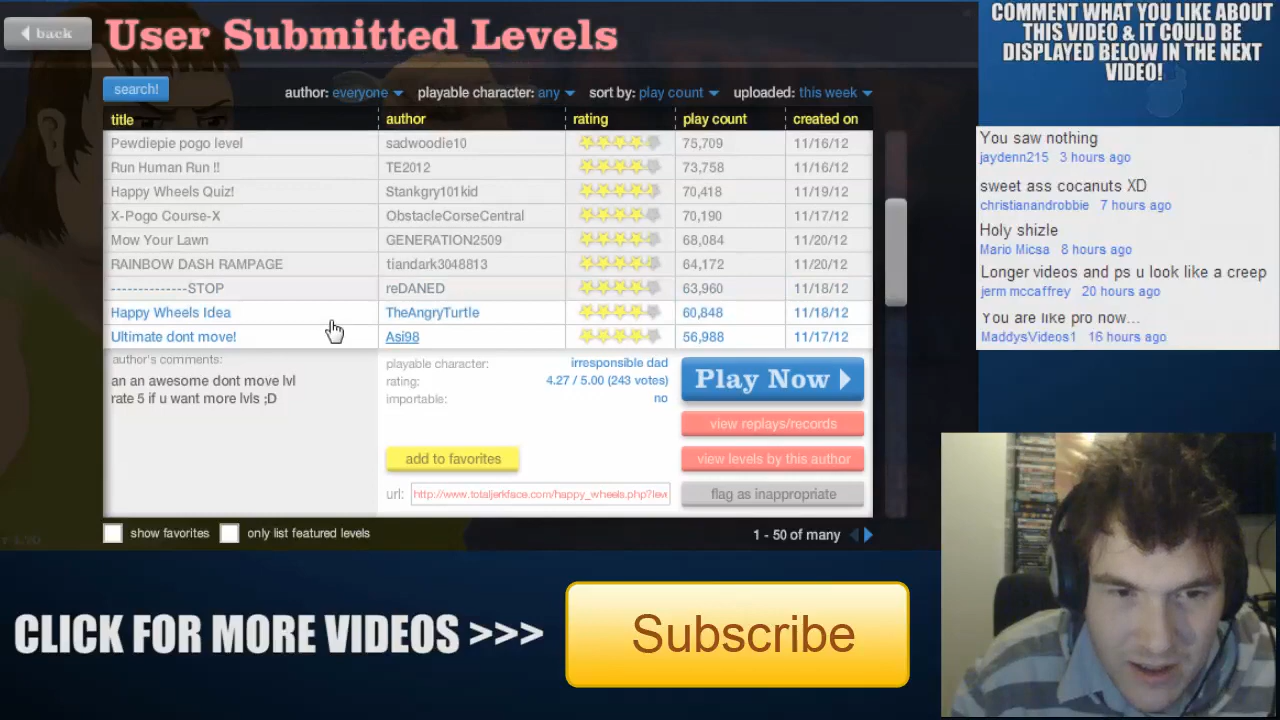 back
User Submitted Levels
search!
author: everyone
playable character: any
sort by: play count
uploaded: this week
title author rating play count created on
Pewdiepie pogo level sadwoodie10 75,709 11/16/12
Run Human Run !! TE2012 73,758 11/16/12
Happy Wheels Quiz! Stankgry101kid 70,418 11/19/12
X-Pogo Course-X ObstacleCorseCentral 70,190 11/17/12
Mow Your Lawn GENERATION2509 68,084 11/20/12
RAINBOW DASH RAMPAGE tiandark3048813 64,172 11/20/12
--------------STOP reDANED 63,960 11/18/12
Happy Wheels Idea TheAngryTurtle 60,848 11/18/12
Ultimate dont move! Asi98 56,988 11/17/12
author's comments:
an an awesome dont move lvl
rate 5 if u want more lvls ;D
playable character: irresponsible dad
rating: 4.27 / 5.00 (243 votes)
importable: no
add to favorites
url: http://www.totaljerkface.com/happy_wheels.php?lev
Play Now
view replays/records
view levels by this author
flag as inappropriate
show favorites
only list featured levels
1 - 50 of many
COMMENT WHAT YOU LIKE ABOUT
THIS VIDEO & IT COULD BE
DISPLAYED BELOW IN THE NEXT
VIDEO!
You saw nothing
jaydenn215 3 hours ago
sweet ass cocanuts XD
christianandrobbie 7 hours ago
Holy shizle
Mario Micsa 8 hours ago
Longer videos and ps u look like a creep
jerm mccaffrey 20 hours ago
You are like pro now...
MaddysVideos1 16 hours ago
CLICK FOR MORE VIDEOS >>>
Subscribe